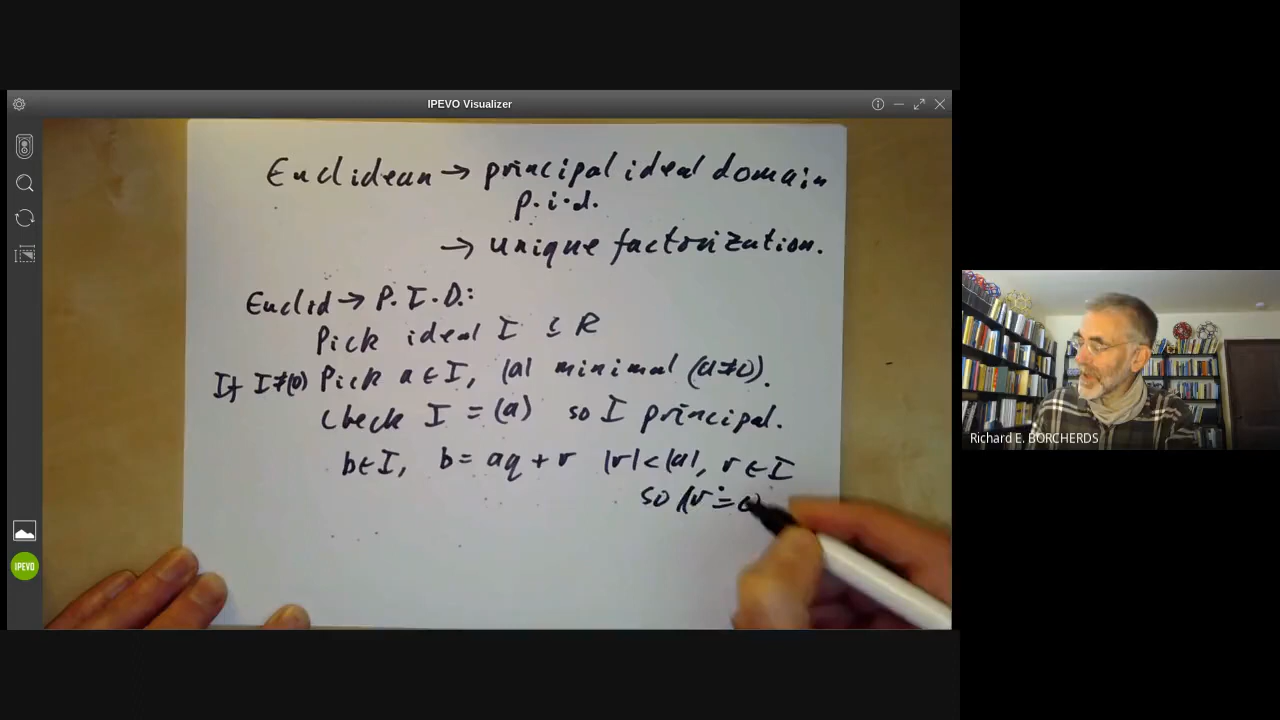 IPEVO Visualizer
Euclidean → principal ideal domain
p.i.d.
→ unique factorization.
Euclid → P.I.D.:
Pick ideal I ⊆ R
If I≠(0) Pick a ∈ I, |a| minimal (a≠0).
Check I = (a) so I principal.
b∈I, b = aq + r |r|<|a|, r ∈ I
so r = 0
IPEVO
Richard E. BORCHERDS